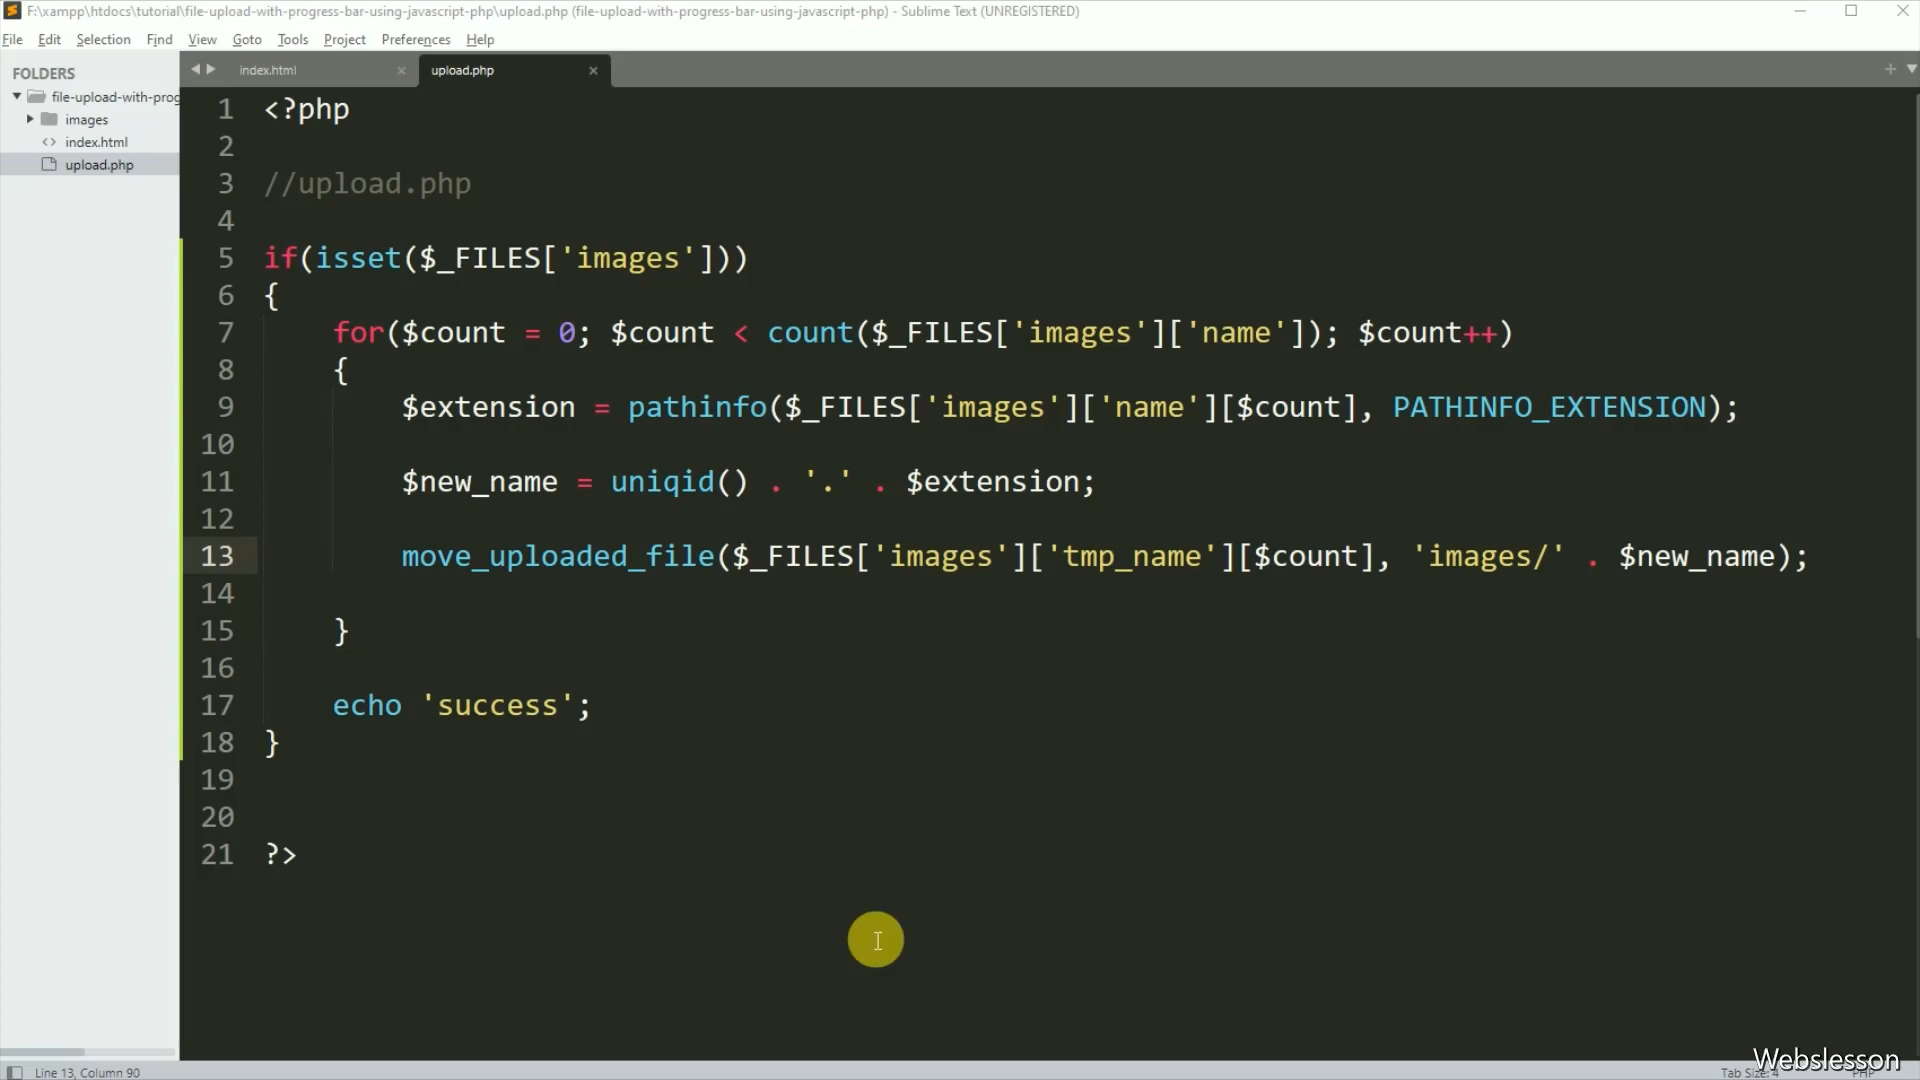 F:\xampp\htdocs\tutorial\file-upload-with-progress-bar-using-javascript-php\upload.php (file-upload-with-progress-bar-using-javascript-php) - Sublime Text (UNREGISTERED)
File Edit Selection Find View Goto Tools Project Preferences Help
FOLDERS
file-upload-with-prog
images
index.html
upload.php
index.html upload.php
1 <?php
2
3 //upload.php
4
5 if(isset($_FILES['images']))
6 {
7 for($count = 0; $count < count($_FILES['images']['name']); $count++)
8 {
9 $extension = pathinfo($_FILES['images']['name'][$count], PATHINFO_EXTENSION);
10
11 $new_name = uniqid() . '.' . $extension;
12
13 move_uploaded_file($_FILES['images']['tmp_name'][$count], 'images/' . $new_name);
14
15 }
16
17 echo 'success';
18 }
19
20
21 ?>
Webslesson
Line 13, Column 90 Tab Size: 4 PHP